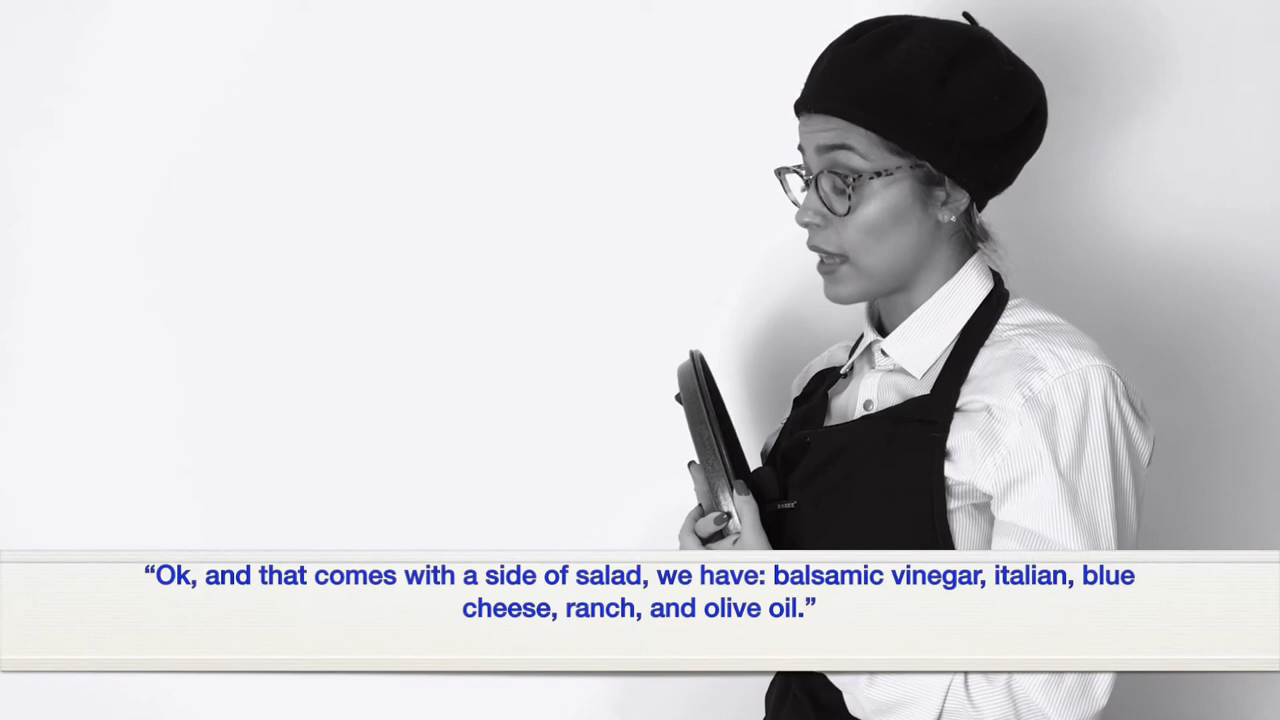 “Ok, and that comes with a side of salad, we have: balsamic vinegar, italian, blue
cheese, ranch, and olive oil.”